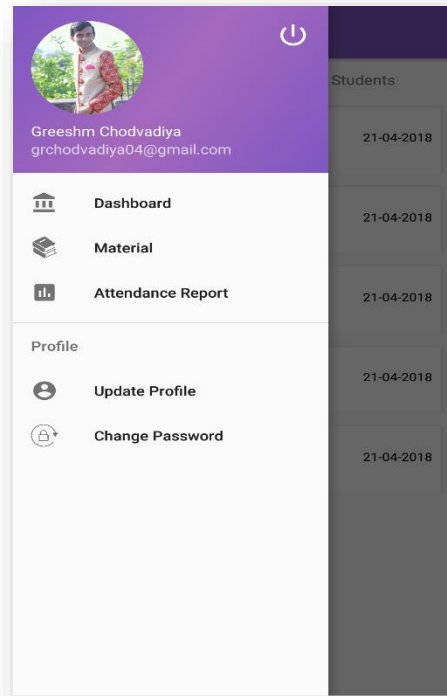 Greeshm Chodvadiya
grchodvadiya04@gmail.com
Dashboard
Material
Attendance Report
Profile
Update Profile
Change Password
Students
21-04-2018
21-04-2018
21-04-2018
21-04-2018
21-04-2018